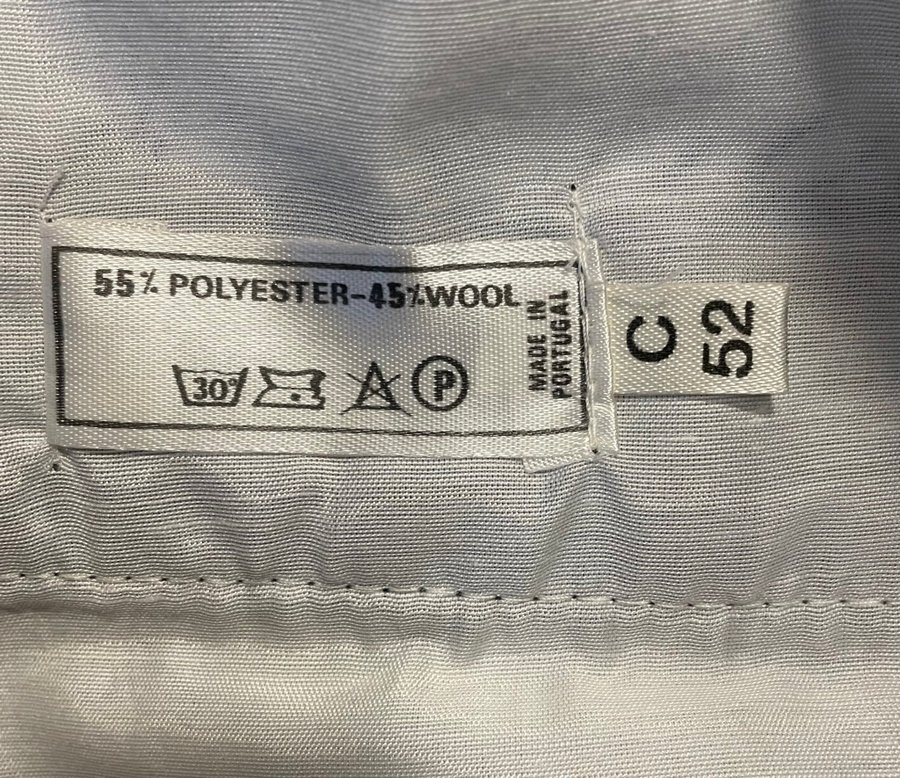 55% POLYESTER-45%WOOL
30°
A
P
MADE IN
PORTUGAL
C
52